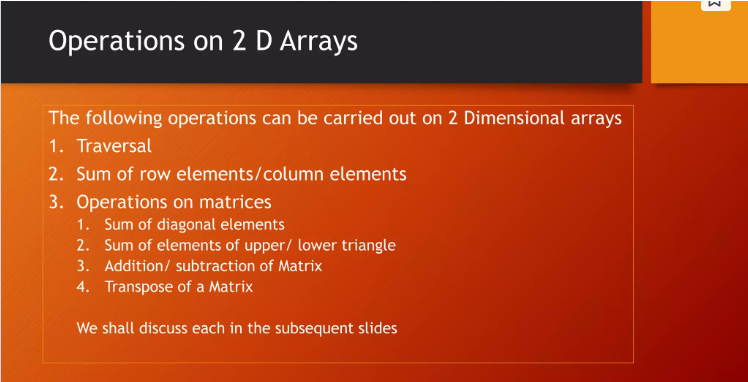 Operations on 2 D Arrays
The following operations can be carried out on 2 Dimensional arrays
1. Traversal
2. Sum of row elements/column elements
3. Operations on matrices
1. Sum of diagonal elements
2. Sum of elements of upper/ lower triangle
3. Addition/ subtraction of Matrix
4. Transpose of a Matrix
We shall discuss each in the subsequent slides